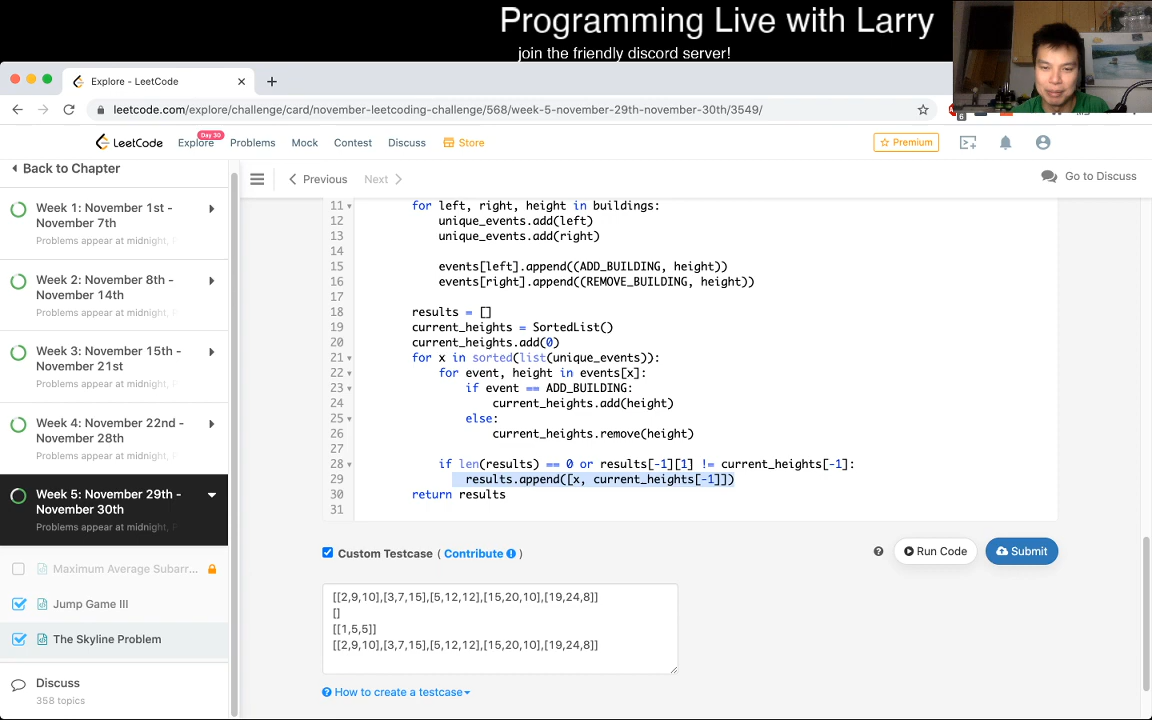 Programming Live with Larry
join the friendly discord server!
Explore - LeetCode
leetcode.com/explore/challenge/card/november-leetcoding-challenge/568/week-5-november-29th-november-30th/3549/
6
LeetCode
Explore
Day 30
Problems
Mock
Contest
Discuss
Store
Premium
Back to Chapter
Previous
Next
Go to Discuss
Week 1: November 1st -
November 7th
Problems appear at midnight,
Week 2: November 8th -
November 14th
Problems appear at midnight,
Week 3: November 15th -
November 21st
Problems appear at midnight,
Week 4: November 22nd -
November 28th
Problems appear at midnight,
Week 5: November 29th -
November 30th
Problems appear at midnight,
Maximum Average Subarr...
Jump Game III
The Skyline Problem
Discuss
358 topics
11 for left, right, height in buildings:
12 unique_events.add(left)
13 unique_events.add(right)
14
15 events[left].append((ADD_BUILDING, height))
16 events[right].append((REMOVE_BUILDING, height))
17
18 results = []
19 current_heights = SortedList()
20 current_heights.add(0)
21 for x in sorted(list(unique_events)):
22 for event, height in events[x]:
23 if event == ADD_BUILDING:
24 current_heights.add(height)
25 else:
26 current_heights.remove(height)
27
28 if len(results) == 0 or results[-1][1] != current_heights[-1]:
29 results.append([x, current_heights[-1]])
30 return results
31
Custom Testcase ( Contribute )
Run Code
Submit
[[2,9,10],[3,7,15],[5,12,12],[15,20,10],[19,24,8]]
[]
[[1,5,5]]
[[2,9,10],[3,7,15],[5,12,12],[15,20,10],[19,24,8]]
How to create a testcase